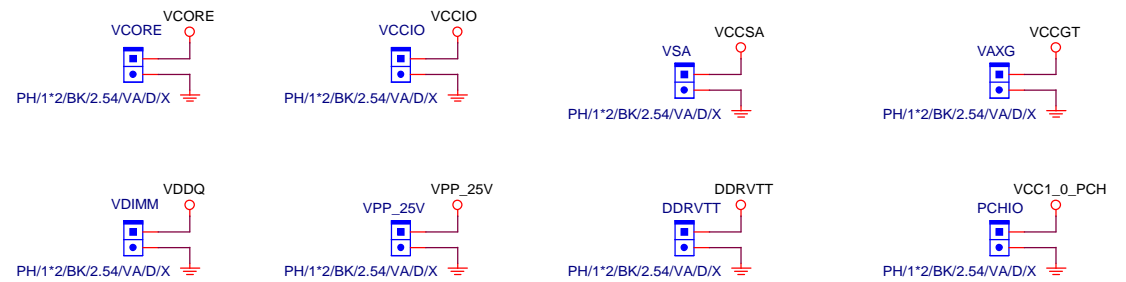 VCORE
VCORE
PH/1*2/BK/2.54/VA/D/X
VCCIO
VCCIO
PH/1*2/BK/2.54/VA/D/X
VCCSA
VSA
PH/1*2/BK/2.54/VA/D/X
VCCGT
VAXG
PH/1*2/BK/2.54/VA/D/X
VDDQ
VDIMM
PH/1*2/BK/2.54/VA/D/X
VPP_25V
VPP_25V
PH/1*2/BK/2.54/VA/D/X
DDRVTT
DDRVTT
PH/1*2/BK/2.54/VA/D/X
VCC1_0_PCH
PCHIO
PH/1*2/BK/2.54/VA/D/X